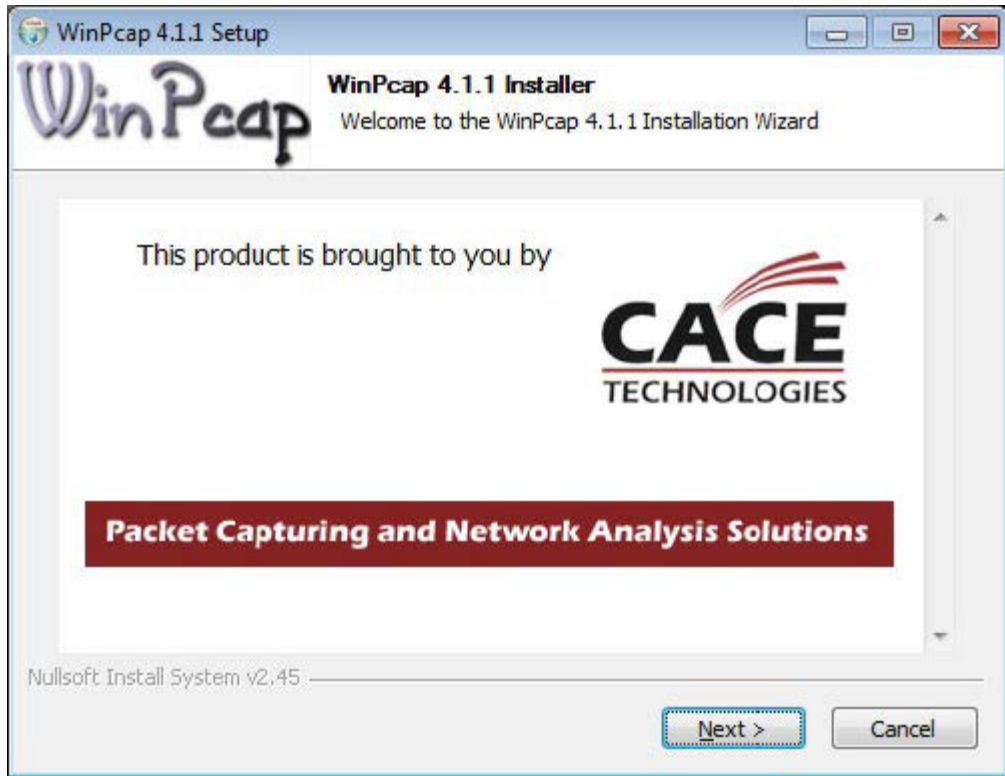 WinPcap 4.1.1 Setup
WinPcap
WinPcap 4.1.1 Installer
Welcome to the WinPcap 4.1.1 Installation Wizard
This product is brought to you by
CACE
TECHNOLOGIES
Packet Capturing and Network Analysis Solutions
Nullsoft Install System v2.45
Next >
Cancel